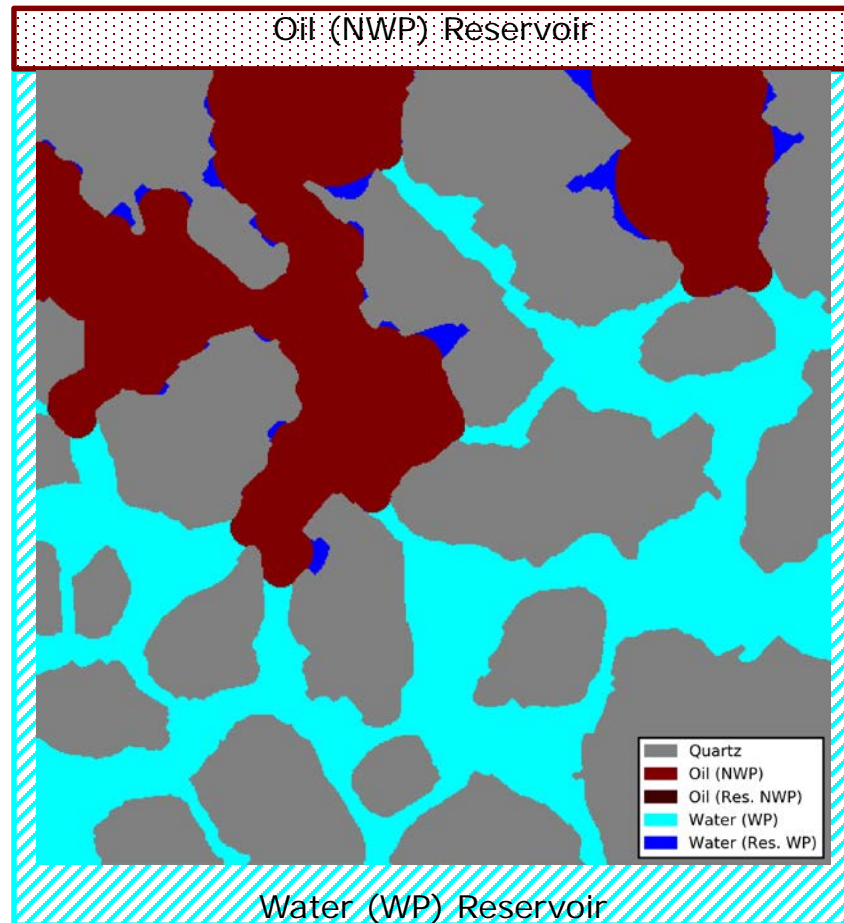 Oil (NWP) Reservoir
Quartz
Oil (NWP)
Oil (Res. NWP)
Water (WP)
Water (Res. WP)
Water (WP) Reservoir